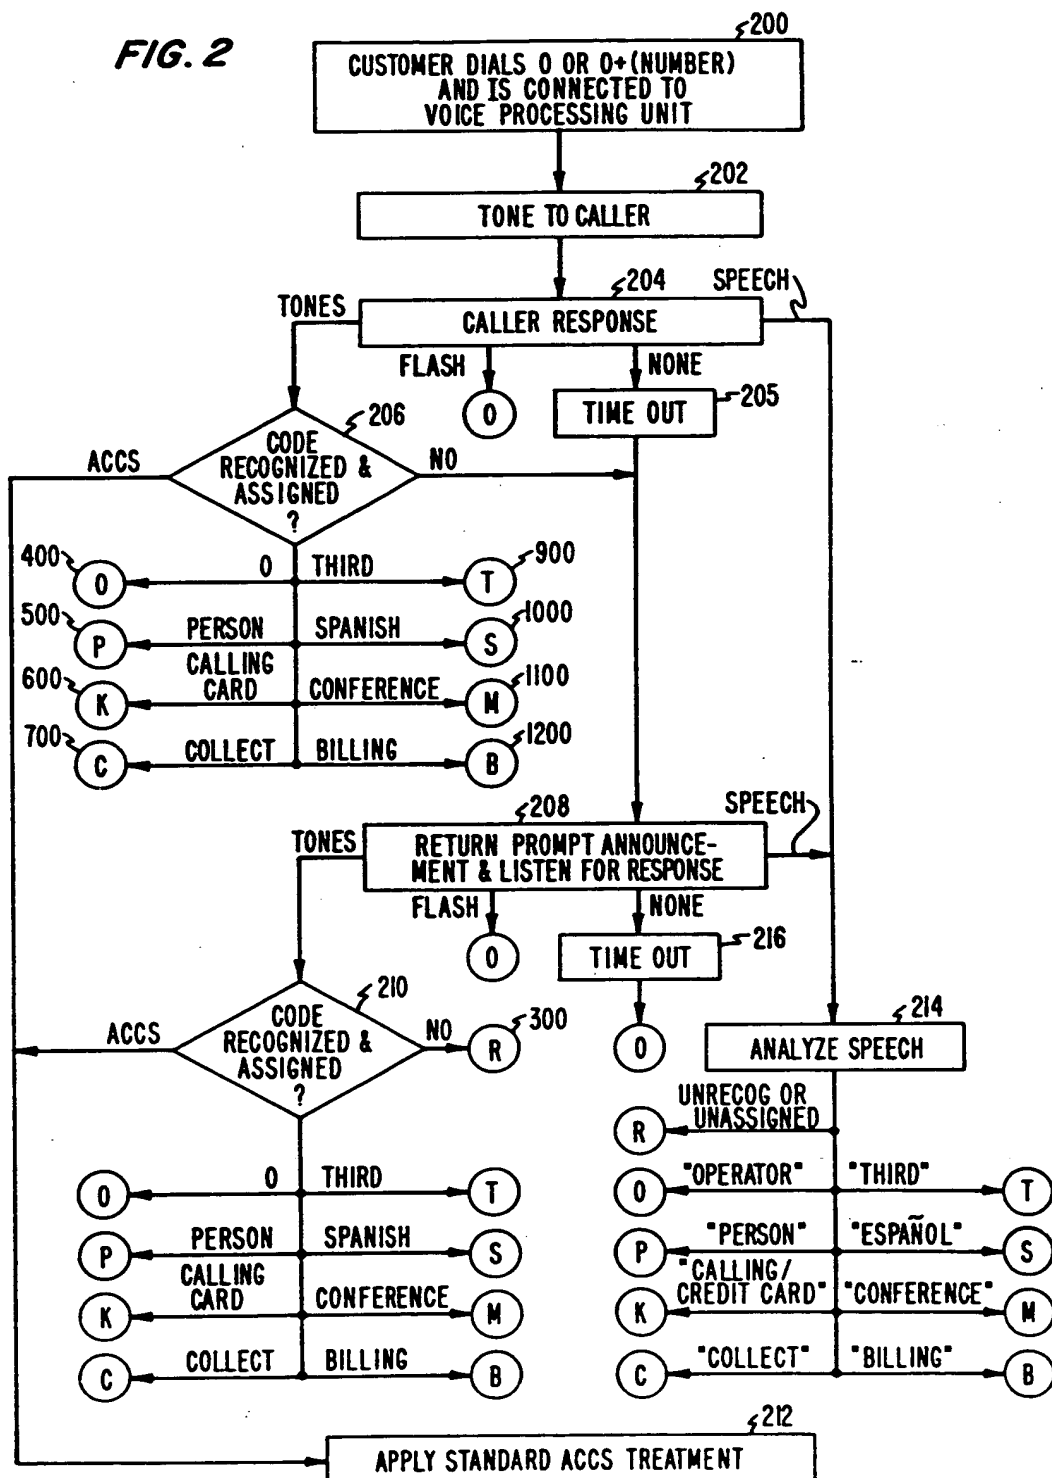 FIG. 2
200
CUSTOMER DIALS 0 OR 0+(NUMBER)
AND IS CONNECTED TO
VOICE PROCESSING UNIT
202
TONE TO CALLER
204
SPEECH
TONES
CALLER RESPONSE
FLASH
NONE
O
TIME OUT
205
206
CODE
RECOGNIZED &
ASSIGNED
?
ACCS
NO
400
O
O
THIRD
T
900
500
P
PERSON
SPANISH
S
1000
600
K
CALLING
CARD
CONFERENCE
M
1100
700
C
COLLECT
BILLING
B
1200
208
SPEECH
TONES
RETURN PROMPT ANNOUNCE-
MENT & LISTEN FOR RESPONSE
FLASH
NONE
O
TIME OUT
216
O
210
CODE
RECOGNIZED &
ASSIGNED
?
ACCS
NO
R
300
214
ANALYZE SPEECH
UNRECOG OR
UNASSIGNED
R
O
O
THIRD
T
P
PERSON
SPANISH
S
K
CALLING
CARD
CONFERENCE
M
C
COLLECT
BILLING
B
O
"OPERATOR"
"THIRD"
T
P
"PERSON"
"ESPAÑOL"
S
K
"CALLING/
CREDIT CARD"
"CONFERENCE"
M
C
"COLLECT"
"BILLING"
B
212
APPLY STANDARD ACCS TREATMENT